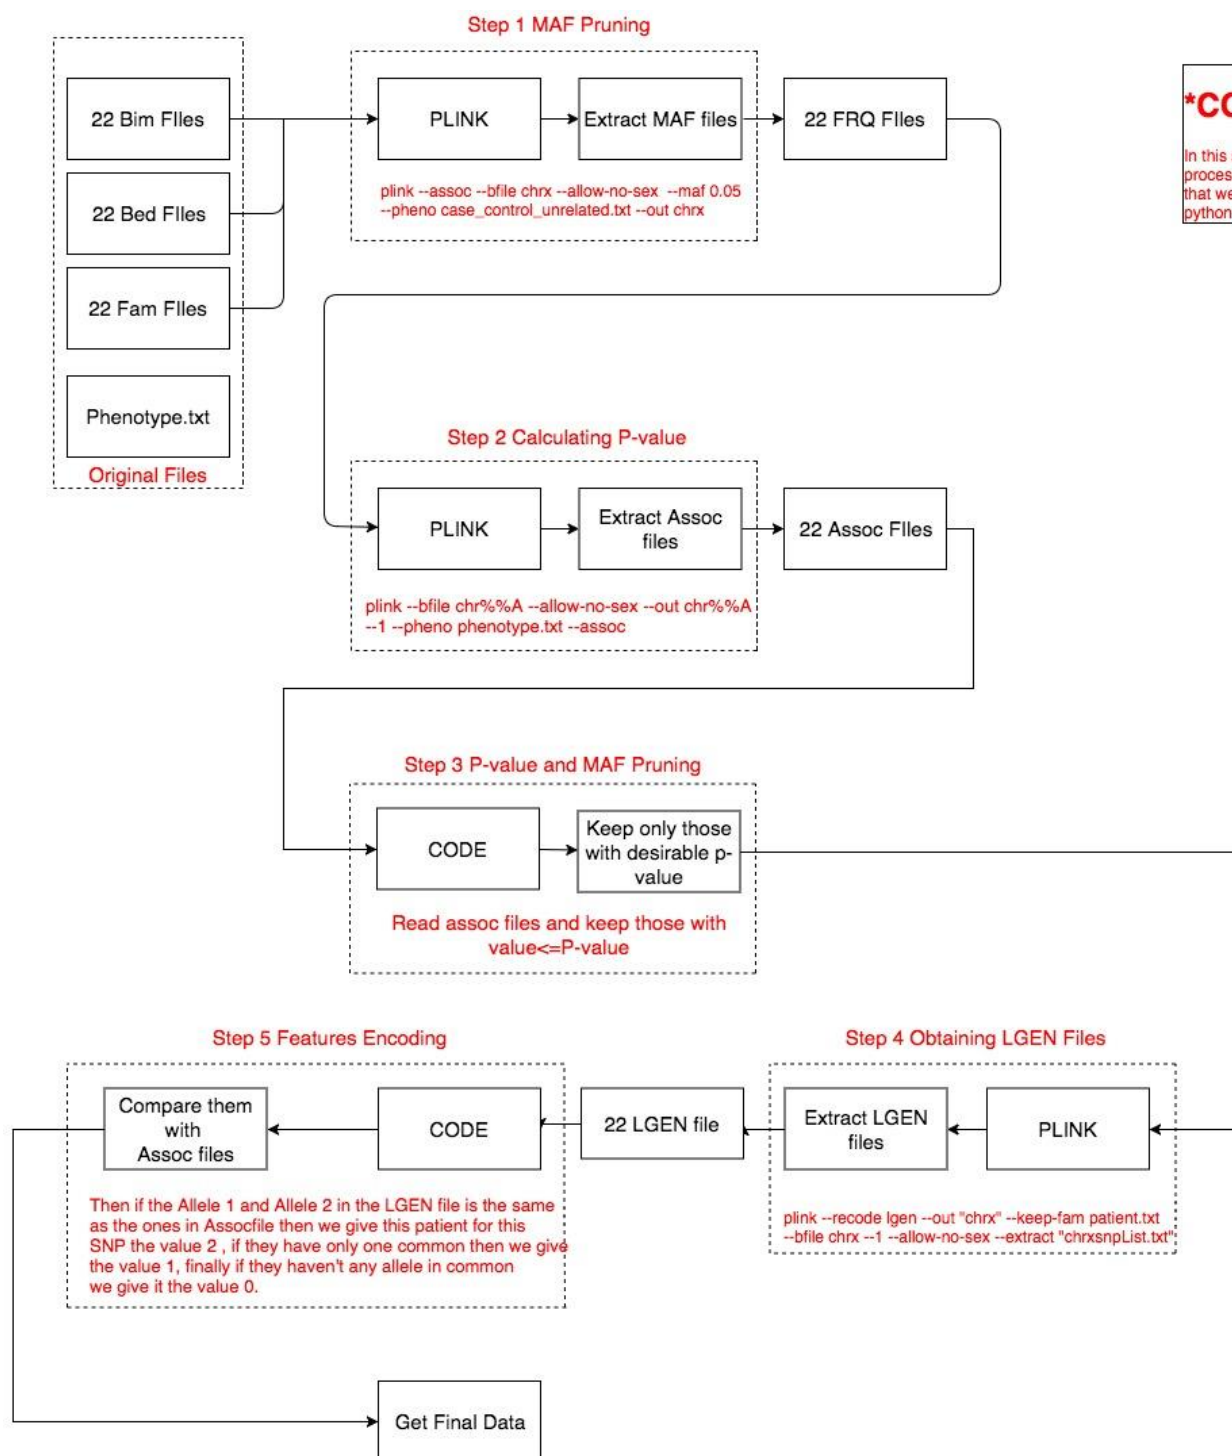 Step 1 MAF Pruning
22 Bim FIles
22 Bed FIles
22 Fam FIles
Phenotype.txt
Original Files
PLINK
Extract MAF files
22 FRQ FIles
plink --assoc --bfile chrx --allow-no-sex --maf 0.05
--pheno case_control_unrelated.txt --out chrx
In this
that
python
Step 2 Calculating P-value
PLINK
Extract Assoc
files
22 Assoc FIles
plink --bfile chr%%A --allow-no-sex --out chr%%A
--1 --pheno phenotype.txt --assoc
Step 3 P-value and MAF Pruning
CODE
Keep only those
with desirable p-
value
Read assoc files and keep those with
value<=P-value
Step 5 Features Encoding
Compare them
with
Assoc files
CODE
22 LGEN file
Then if the Allele 1 and Allele 2 in the LGEN file is the same
as the ones in Assocfile then we give this patient for this
SNP the value 2 , if they have only one common then we give
the value 1, finally if they haven't any allele in common
we give it the value 0.
Step 4 Obtaining LGEN Files
Extract LGEN
files
PLINK
plink --recode lgen --out "chrx" --keep-fam patient.txt
--bfile chrx --1 --allow-no-sex --extract "chrxsnpList.txt"
Get Final Data